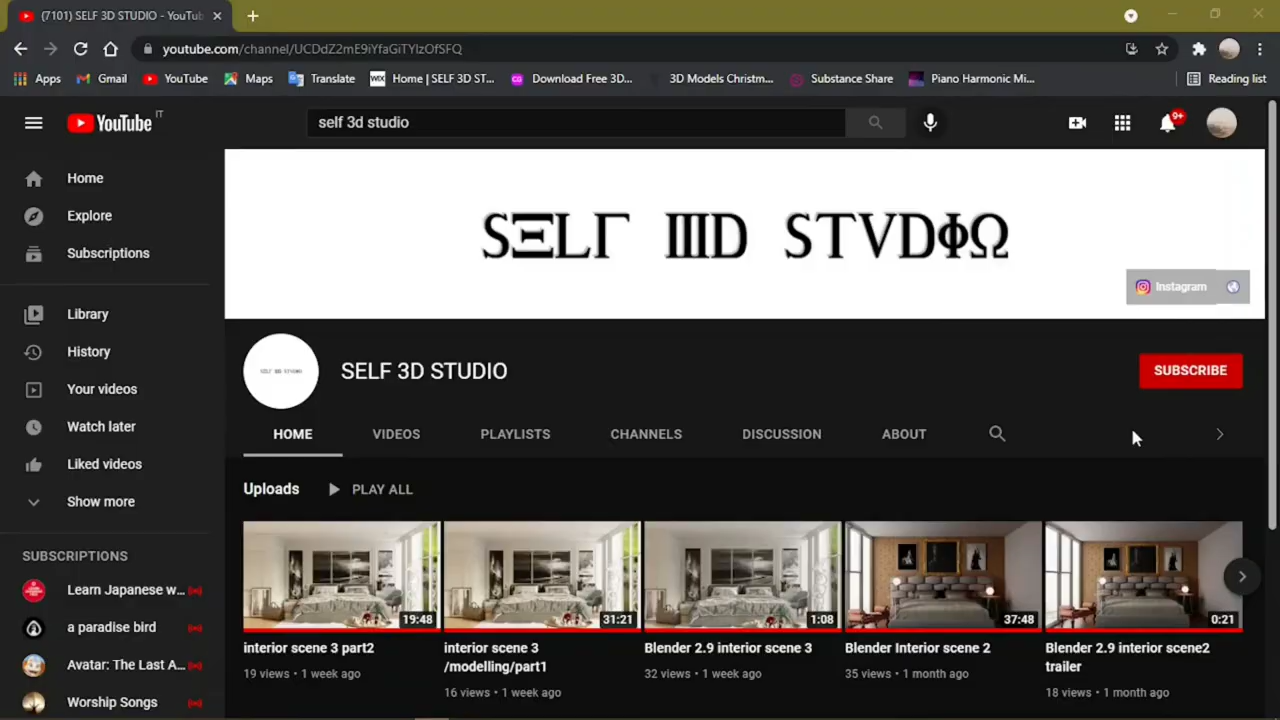 (7101) SELF 3D STUDIO - YouTub
youtube.com/channel/UCDdZ2mE9iYfaGiTYIzOfSFQ
Apps Gmail YouTube Maps Translate Home | SELF 3D ST... Download Free 3D... 3D Models Christm... Substance Share Piano Harmonic Mi... Reading list
YouTube IT
self 3d studio
9+
Home
Explore
Subscriptions
Library
History
Your videos
Watch later
Liked videos
Show more
SUBSCRIPTIONS
Learn Japanese w...
a paradise bird
Avatar: The Last A...
Worship Songs
SΞLΓ IIID STVDΦΩ
Instagram
SELF 3D STUDIO
SUBSCRIBE
HOME VIDEOS PLAYLISTS CHANNELS DISCUSSION ABOUT
Uploads PLAY ALL
19:48
31:21
1:08
37:48
0:21
interior scene 3 part2
19 views • 1 week ago
interior scene 3
/modelling/part1
16 views • 1 week ago
Blender 2.9 interior scene 3
32 views • 1 week ago
Blender Interior scene 2
35 views • 1 month ago
Blender 2.9 interior scene2
trailer
18 views • 1 month ago